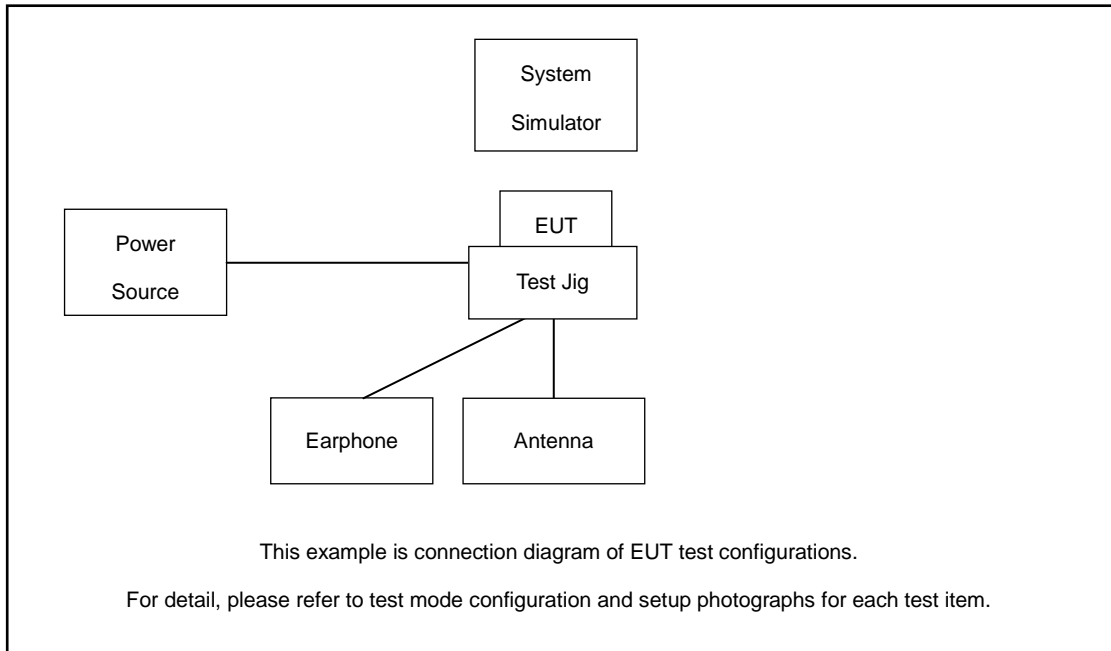 System
Simulator
EUT
Power
Source
Test Jig
Earphone
Antenna
This example is connection diagram of EUT test configurations.
For detail, please refer to test mode configuration and setup photographs for each test item.